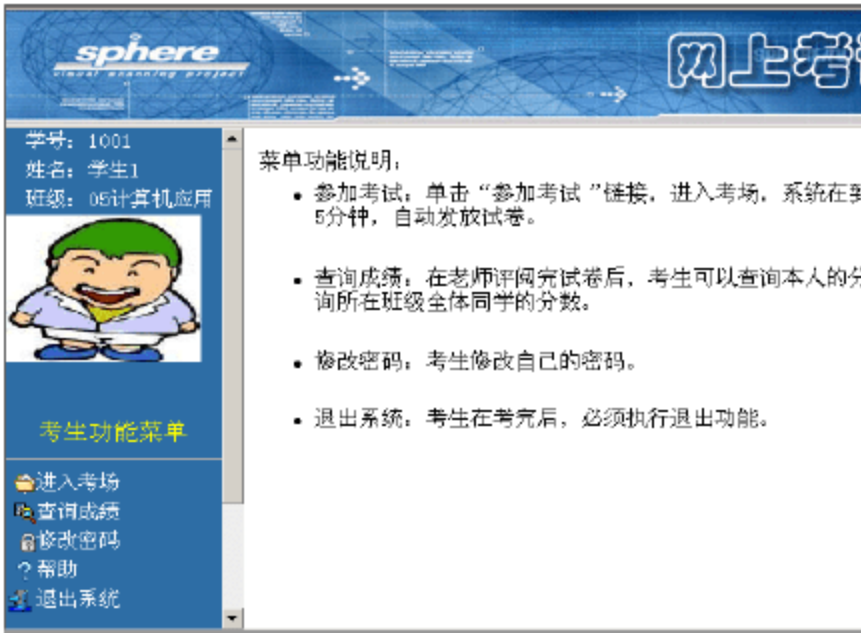 sphere
visual planning project
网上考
学号: 1001
姓名: 学生1
班级: 05计算机应用
考生功能菜单
进入考场
查询成绩
修改密码
? 帮助
退出系统
菜单功能说明:
• 参加考试: 单击“参加考试 ”链接, 进入考场, 系统在
5分钟, 自动发放试卷。
• 查询成绩: 在老师评阅完试卷后, 考生可以查询本人的分
询所在班级全体同学的分数。
• 修改密码: 考生修改自己的密码。
• 退出系统: 考生在考完后, 必须执行退出功能。